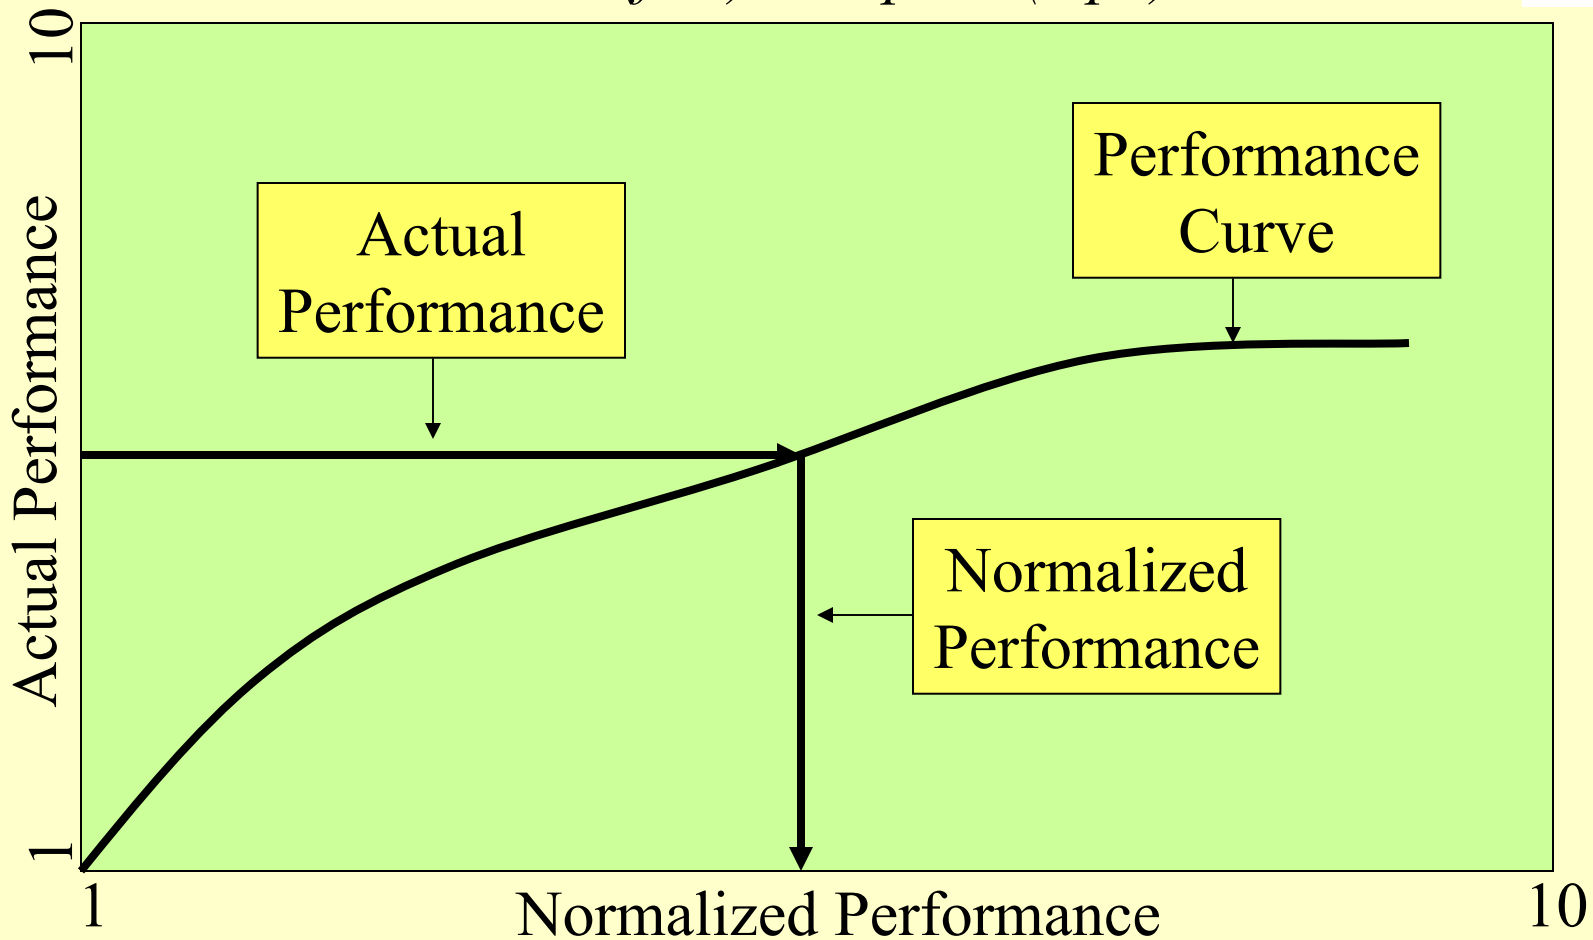 10
Performance
Curve
Actual
Performance
Actual Performance
Normalized
Performance
1
1
Normalized Performance
10